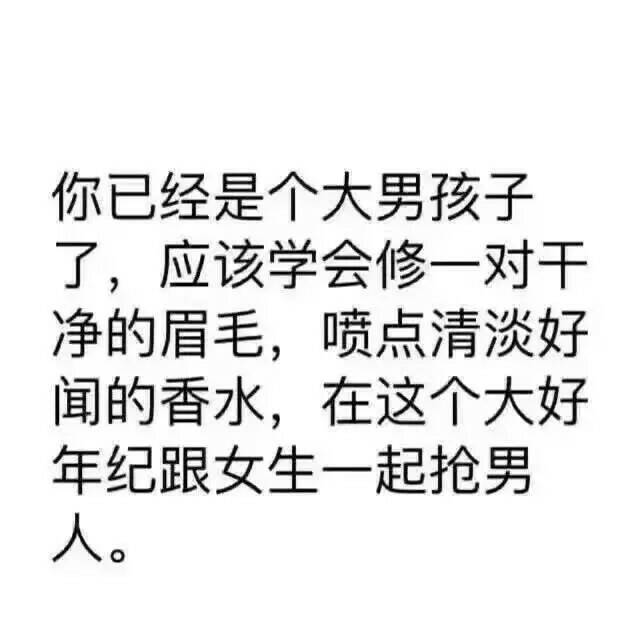 你已经是个大男孩子
了，应该学会修一对干
净的眉毛，喷点清淡好
闻的香水，在这个大好
年纪跟女生一起抢男
人。